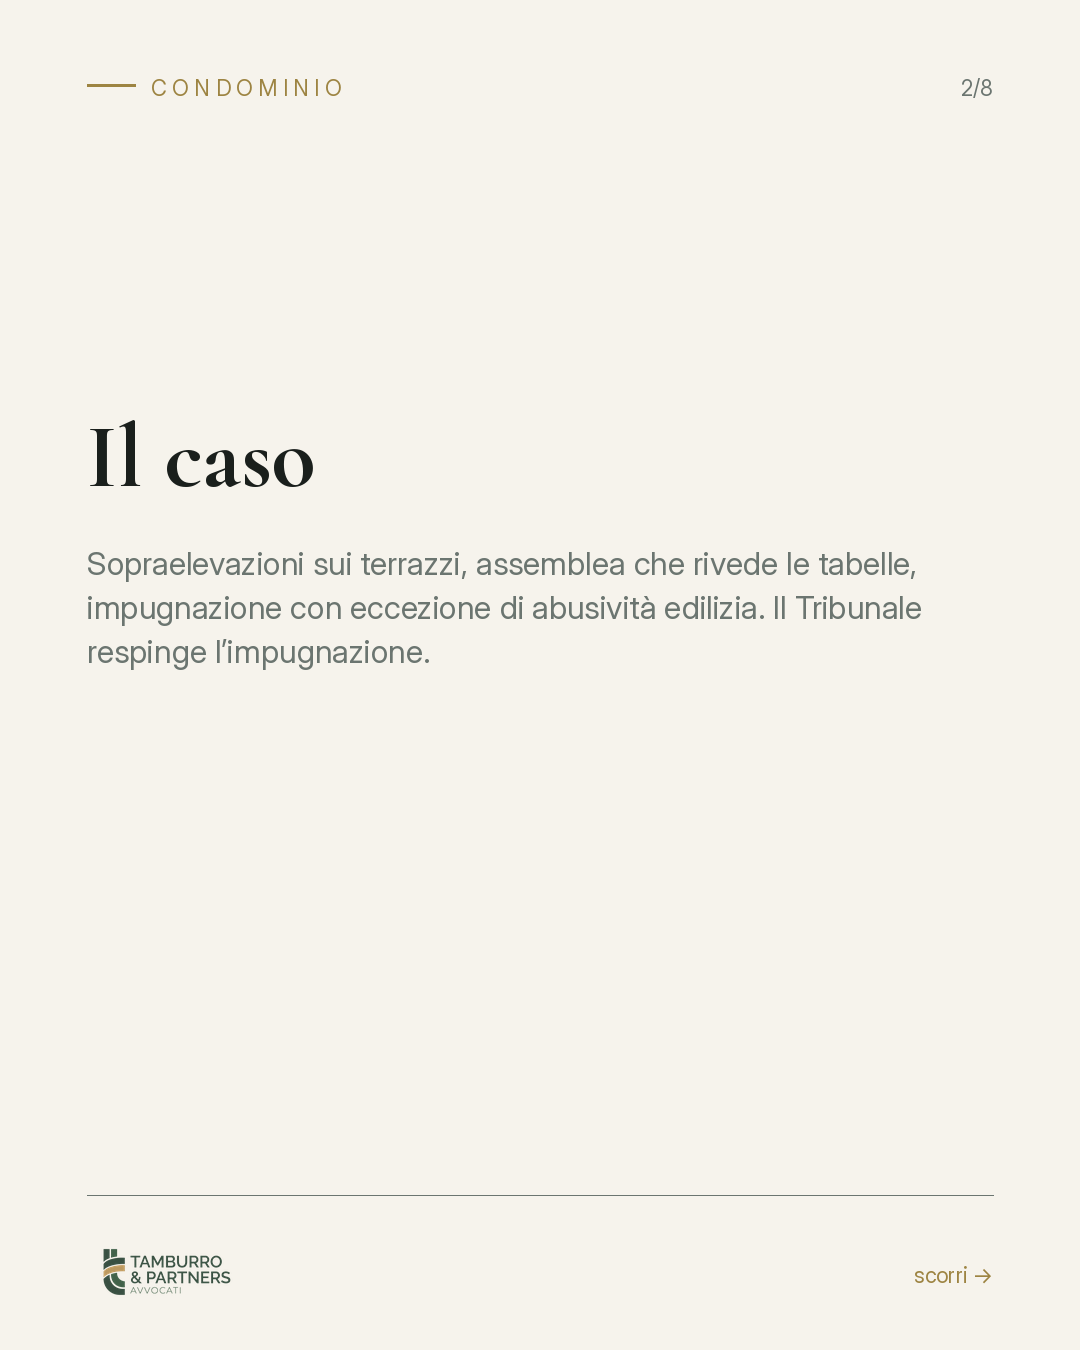 CONDOMINIO
2/8
Il caso
Sopraelevazioni sui terrazzi, assemblea che rivede le tabelle,
impugnazione con eccezione di abusività edilizia. Il Tribunale
respinge l’impugnazione.
TAMBURRO
& PARTNERS
AVVOCATI
scorri →